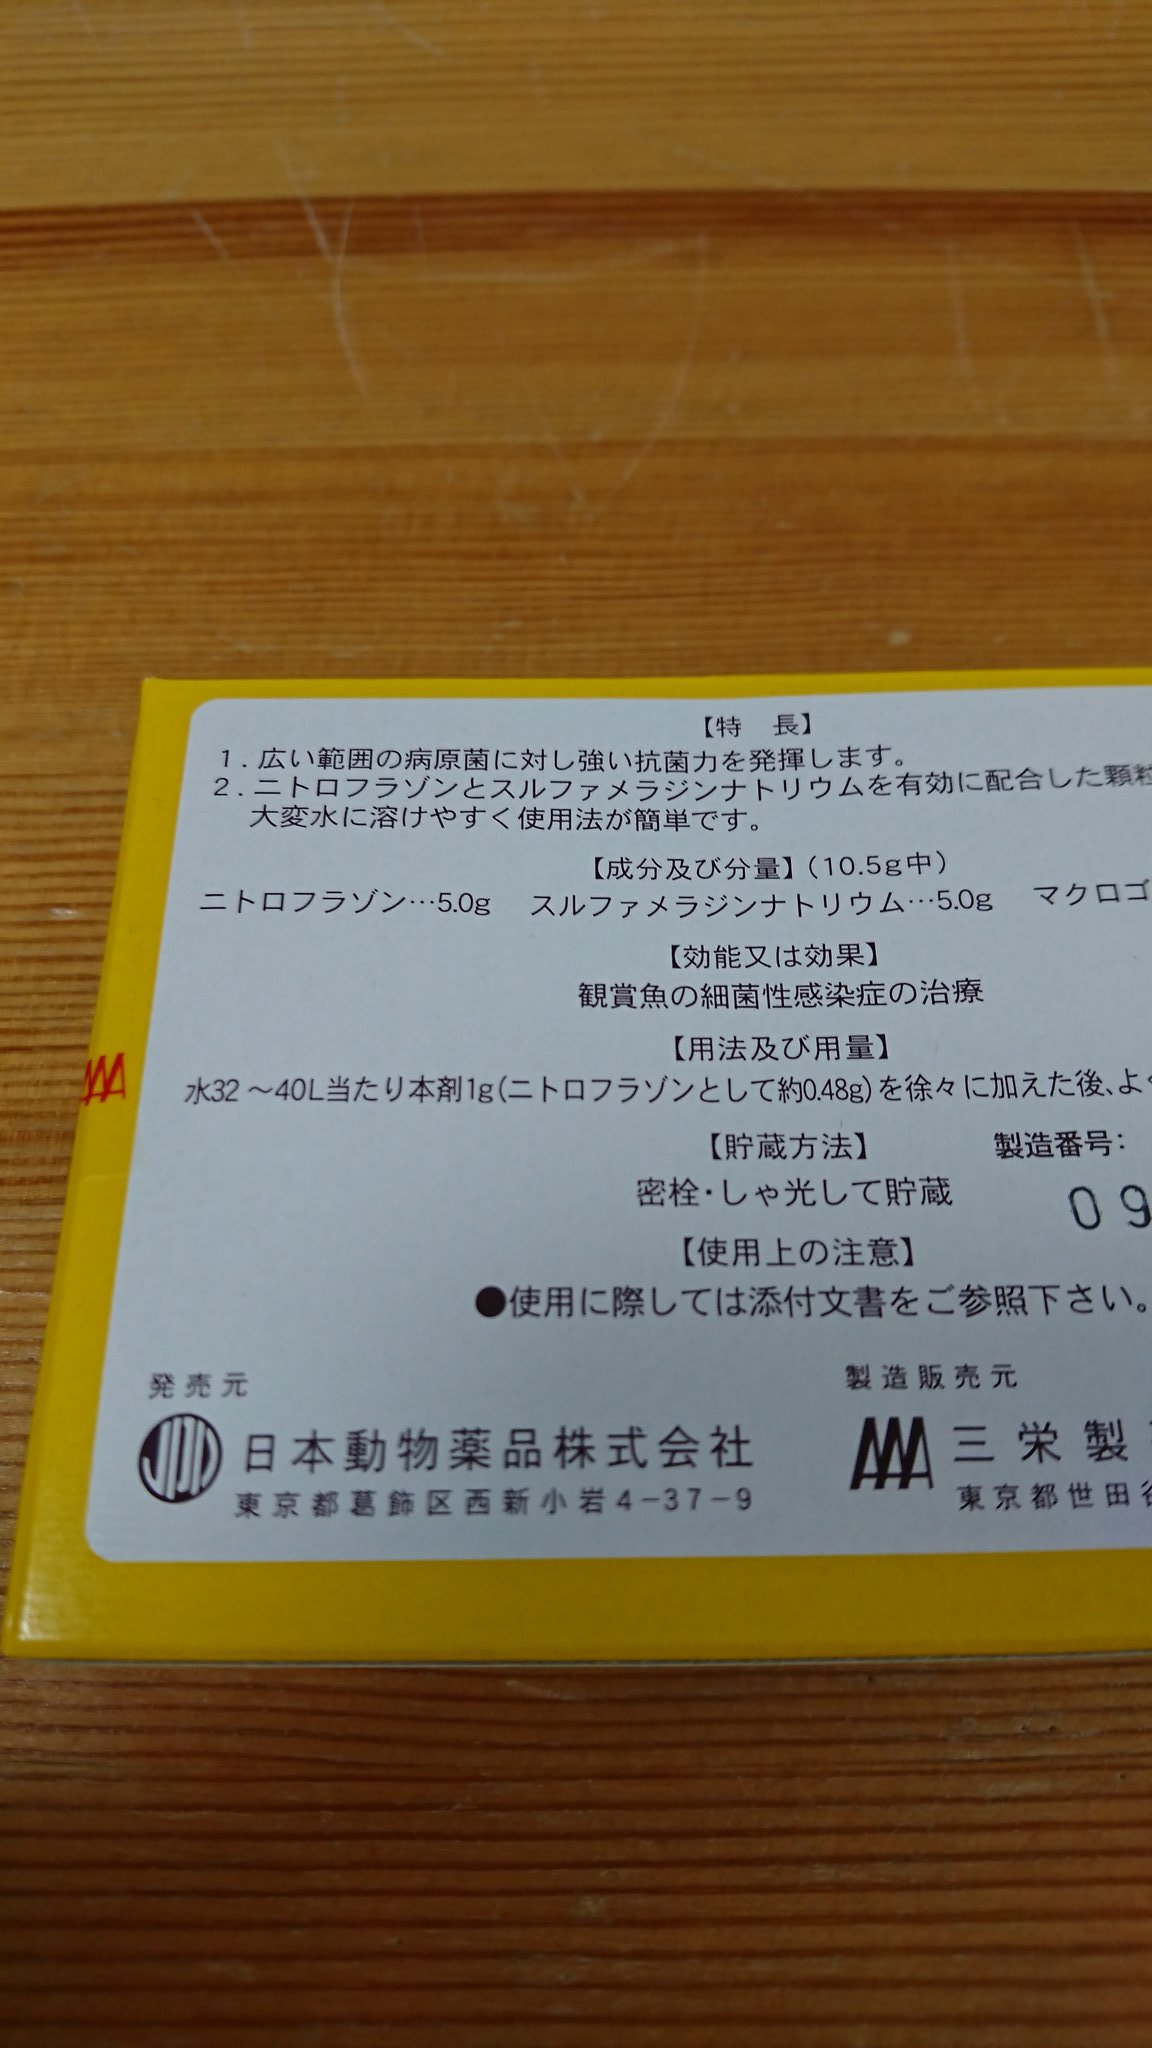 【特　長】
1．広い範囲の病原菌に対し強い抗菌力を発揮します。
2．ニトロフラゾンとスルファメラジンナトリウムを有効に配合した顆粒
大変水に溶けやすく使用法が簡単です。
【成分及び分量】（10.5g中）
ニトロフラゾン…5.0g　スルファメラジンナトリウム…5.0g　マクロゴ
【効能又は効果】
観賞魚の細菌性感染症の治療
【用法及び用量】
水32～40L当たり本剤1g（ニトロフラゾンとして約0.48g）を徐々に加えた後、よ
【貯蔵方法】　製造番号：
密栓・しゃ光して貯蔵　09
【使用上の注意】
●使用に際しては添付文書をご参照下さい。
発売元
日本動物薬品株式会社
東京都葛飾区西新小岩4-37-9
製造販売元
三栄製
東京都世田谷